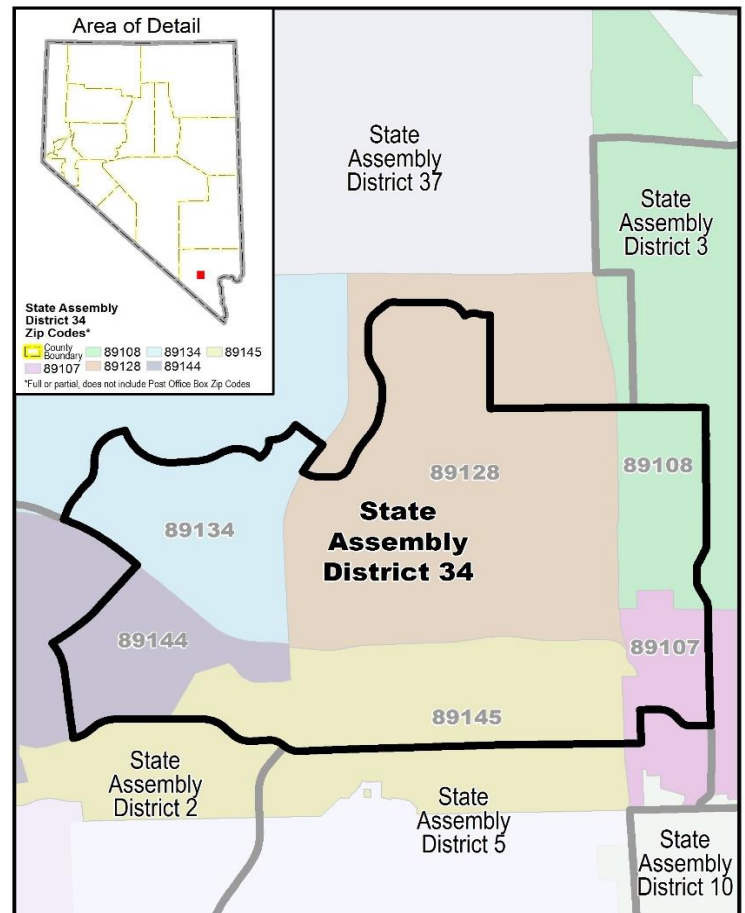 Area of Detail
State Assembly
District 34
Zip Codes*
County
Boundary
89108
89134
89145
89107
89128
89144
*Full or partial, does not include Post Office Box Zip Codes
State
Assembly
District 37
State
Assembly
District 3
89128
89108
89134
State
Assembly
District 34
89144
89107
89145
State
Assembly
District 2
State
Assembly
District 5
State
Assembly
District 10